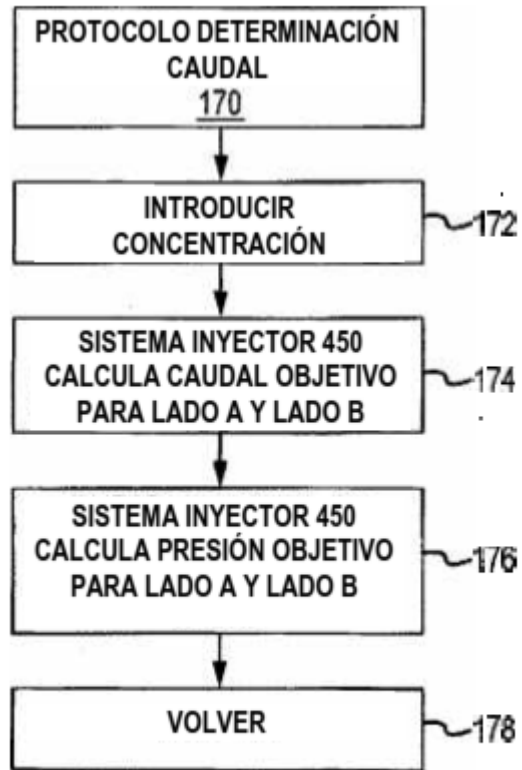 PROTOCOLO DETERMINACIÓN
CAUDAL
170
INTRODUCIR
CONCENTRACIÓN
172
SISTEMA INYECTOR 450
CALCULA CAUDAL OBJETIVO
PARA LADO A Y LADO B
174
SISTEMA INYECTOR 450
CALCULA PRESIÓN OBJETIVO
PARA LADO A Y LADO B
176
VOLVER
178